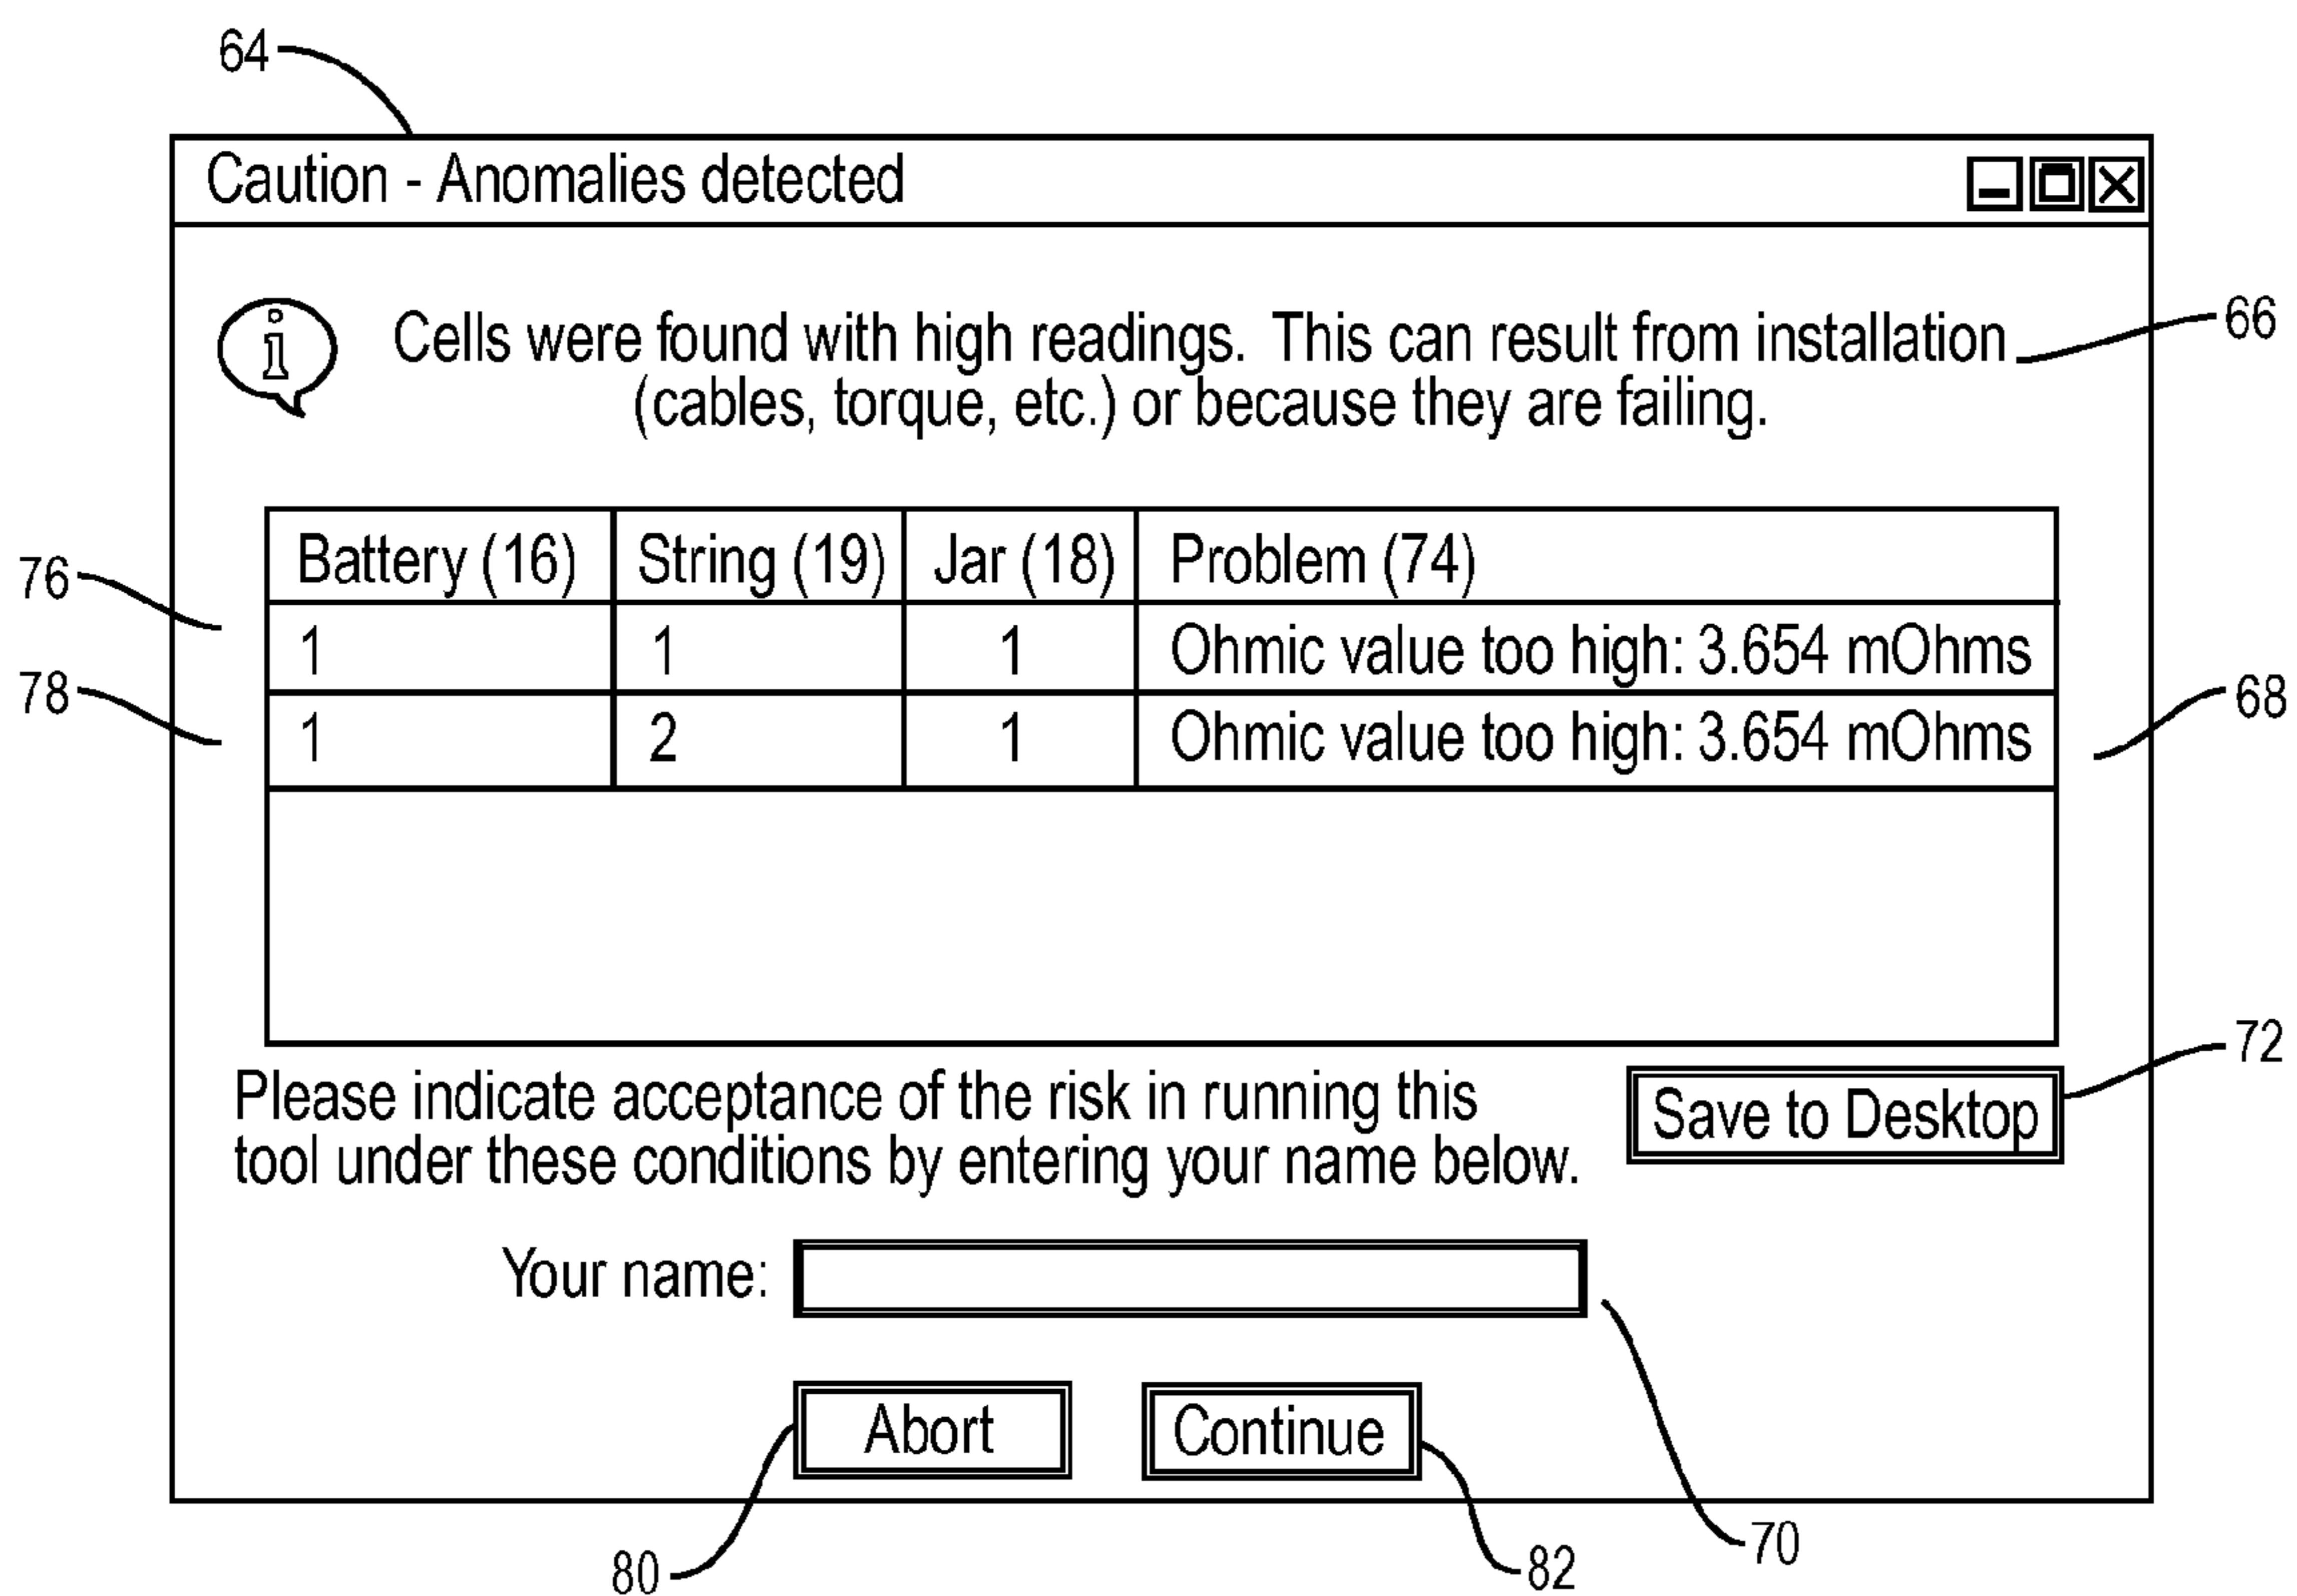 64
Caution - Anomalies detected
i
Cells were found with high readings. This can result from installation
66
(cables, torque, etc.) or because they are failing.
Battery (16) String (19) Jar (18) Problem (74)
76
1 1 1 Ohmic value too high: 3.654 mOhms
78
1 2 1 Ohmic value too high: 3.654 mOhms
68
72
Please indicate acceptance of the risk in running this
Save to Desktop
tool under these conditions by entering your name below.
Your name:
Abort Continue
70
80
82